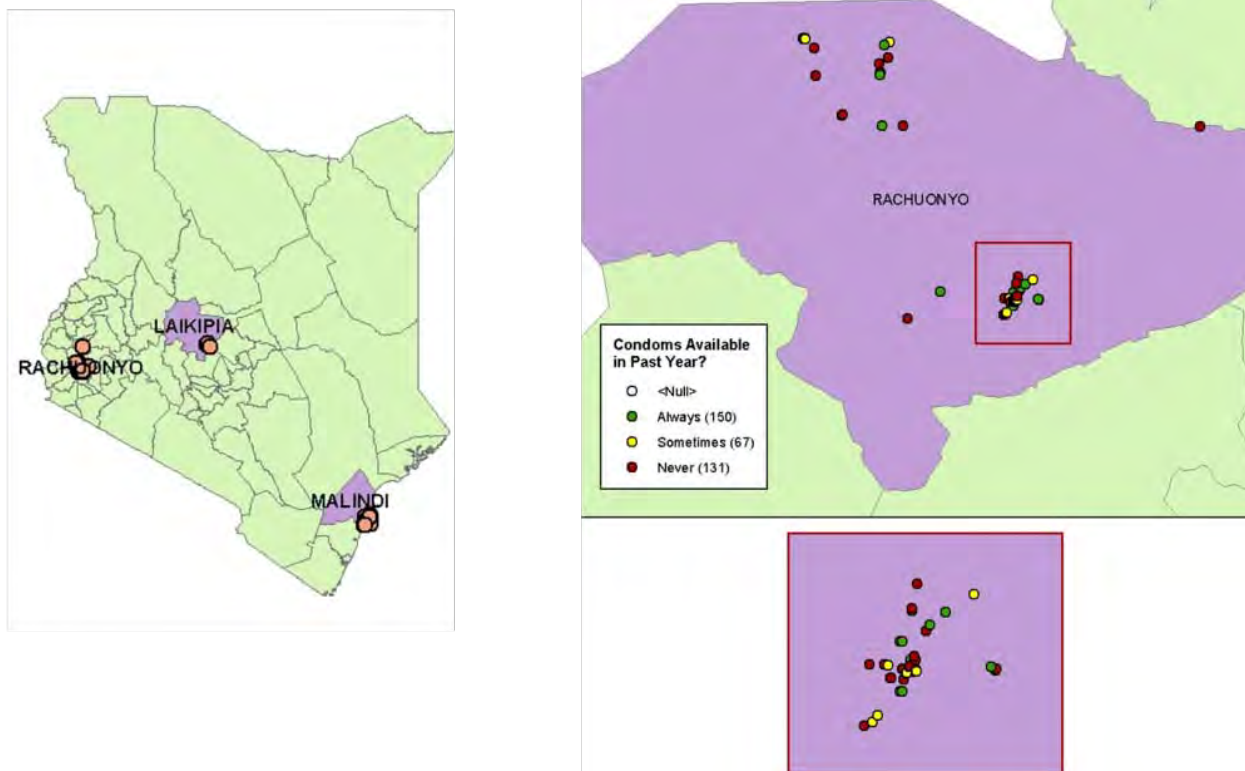 LAIKIPIA
RACHUONYO
MALINDI
RACHUONYO
Condoms Available
in Past Year?
<Null>
Always (150)
Sometimes (67)
Never (131)